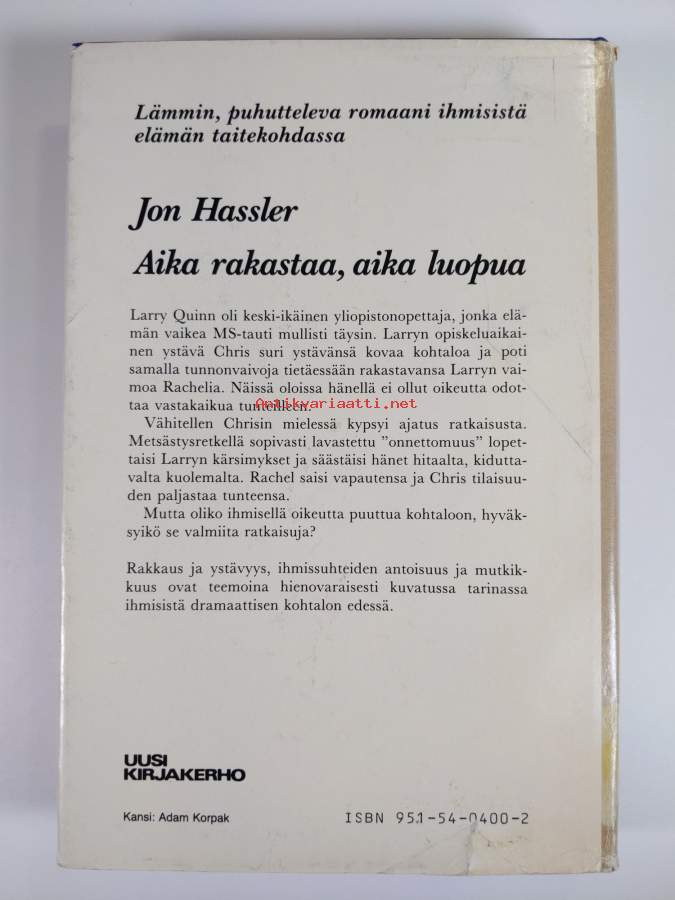 Lämmin, puhutteleva romaani ihmisistä
elämän taitekohdassa
Jon Hassler
Aika rakastaa, aika luopua
Larry Quinn oli keski-ikäinen yliopistonopettaja, jonka elä-
män vaikea MS-tauti mullisti täysin. Larryn opiskeluaikai-
nen ystävä Chris suri ystävänsä kovaa kohtaloa ja poti
samalla tunnonvaivoja tietäessään rakastavansa Larryn vai-
moa Rachelia. Näissä oloissa hänellä ei ollut oikeutta odot-
taa vastakaikua tunteilleen.
Antikvariaatti.net
Vähitellen Chrisin mielessä kypsyi ajatus ratkaisusta.
Metsästysretkellä sopivasti lavastettu ”onnettomuus” lopet-
taisi Larryn kärsimykset ja säästäisi hänet hitaalta, kidutta-
valta kuolemalta. Rachel saisi vapautensa ja Chris tilaisuu-
den paljastaa tunteensa.
Mutta oliko ihmisellä oikeutta puuttua kohtaloon, hyväk-
syikö se valmiita ratkaisuja?
Rakkaus ja ystävyys, ihmissuhteiden antoisuus ja mutkik-
kuus ovat teemoina hienovaraisesti kuvatussa tarinassa
ihmisistä dramaattisen kohtalon edessä.
UUSI
KIRJAKERHO
Kansi: Adam Korpak
ISBN 951-54-0400-2